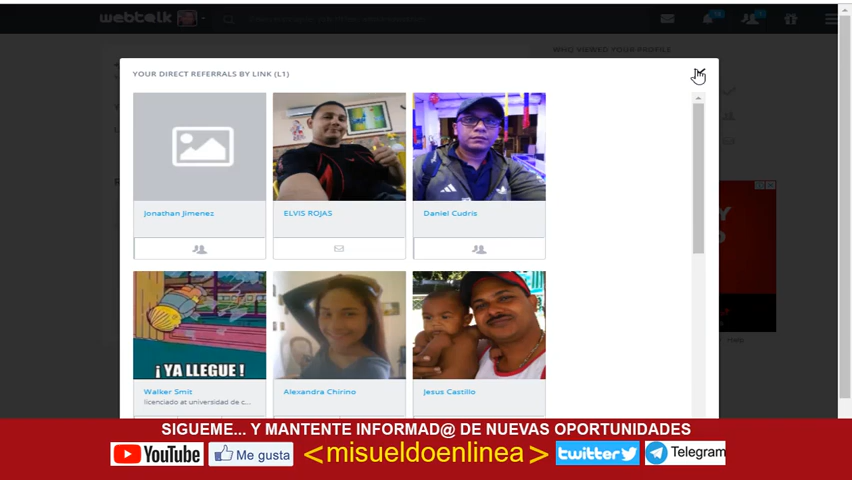 webtalk
WHO VIEWED YOUR PROFILE
YOUR DIRECT REFERRALS BY LINK (L1)
Jonathan Jimenez
ELVIS ROJAS
Daniel Cudris
¡ YA LLEGUE !
Walker Smit
licenciado at universidad de c...
Alexandra Chirino
Jesus Castillo
Help
SIGUEME... Y MANTENTE INFORMAD@ DE NUEVAS OPORTUNIDADES
YouTube
Me gusta
<misueldoenlinea>
twitter
Telegram